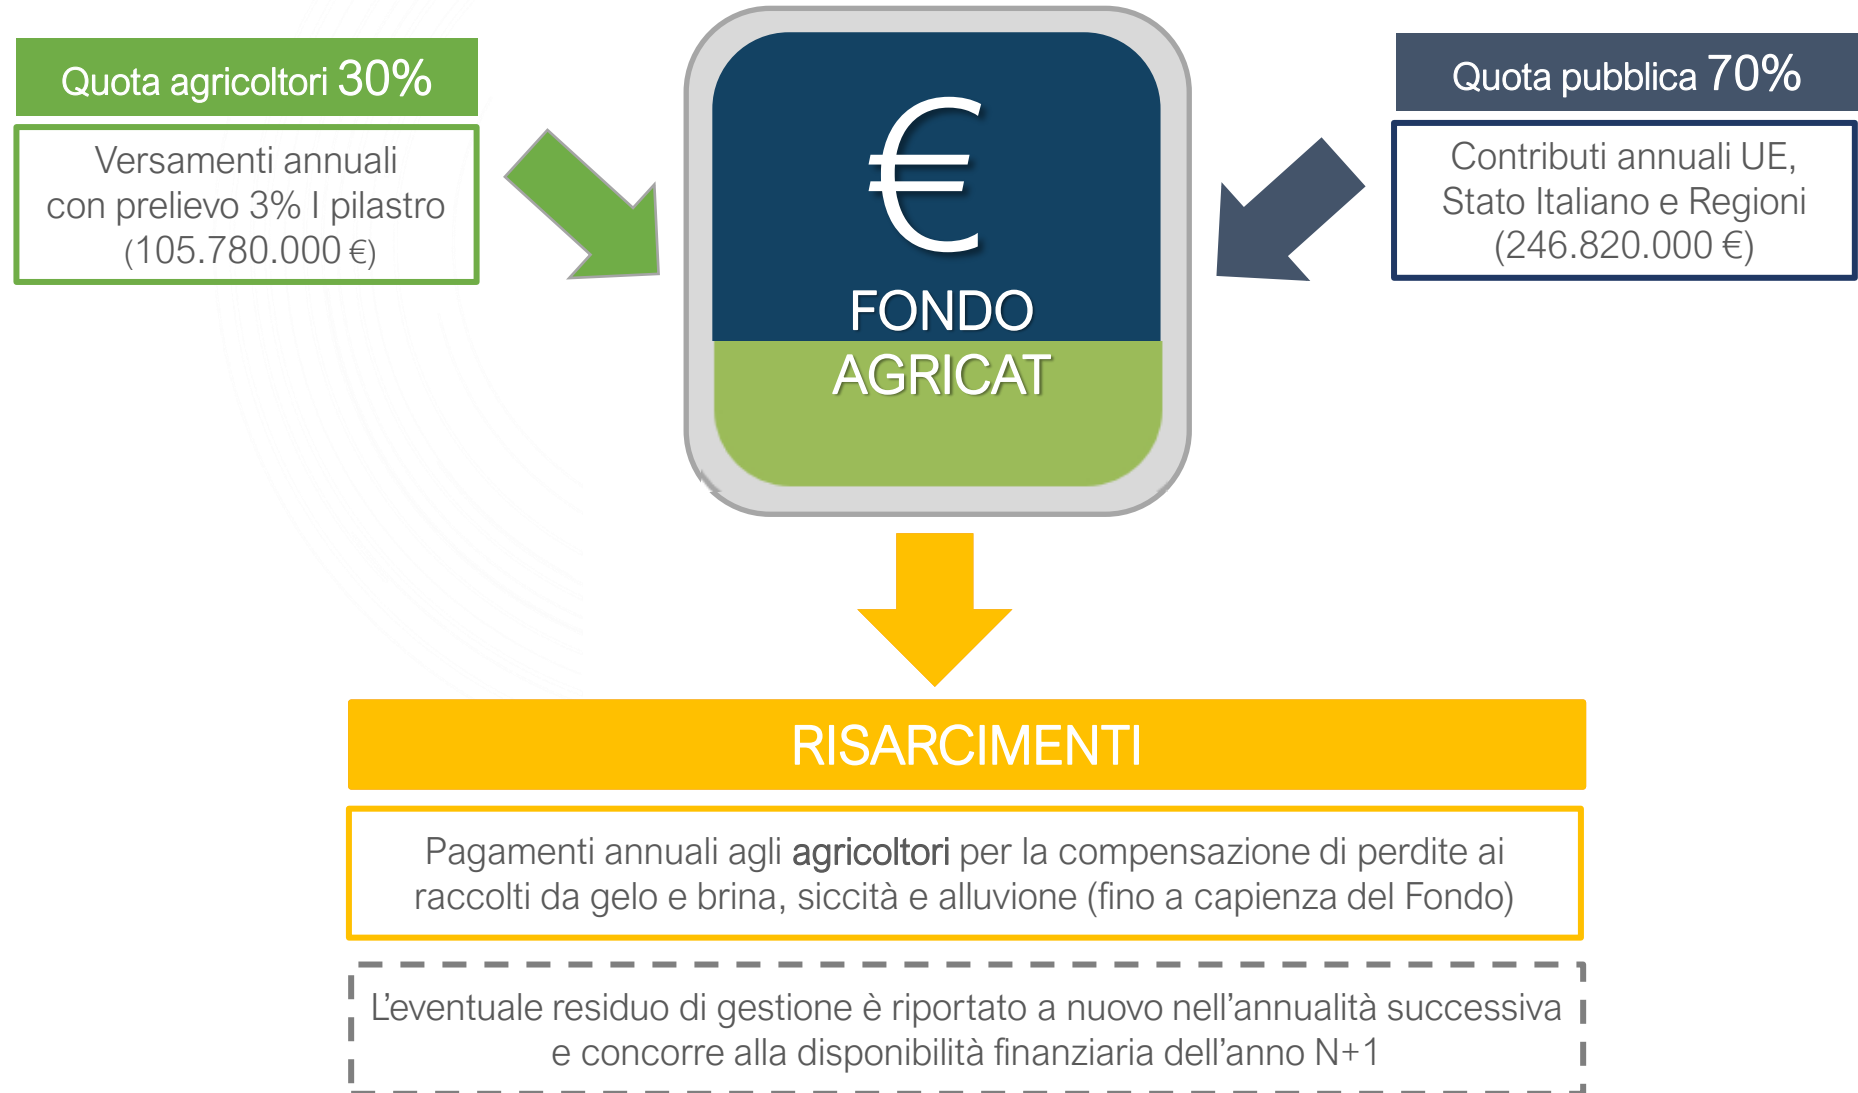 Quota agricoltori 30%
Versamenti annuali
con prelievo 3% I pilastro
(105.780.000 €)
€
FONDO
AGRICAT
Quota pubblica 70%
Contributi annuali UE,
Stato Italiano e Regioni
(246.820.000 €)
RISARCIMENTI
Pagamenti annuali agli agricoltori per la compensazione di perdite ai
raccolti da gelo e brina, siccità e alluvione (fino a capienza del Fondo)
L’eventuale residuo di gestione è riportato a nuovo nell’annualità successiva
e concorre alla disponibilità finanziaria dell’anno N+1